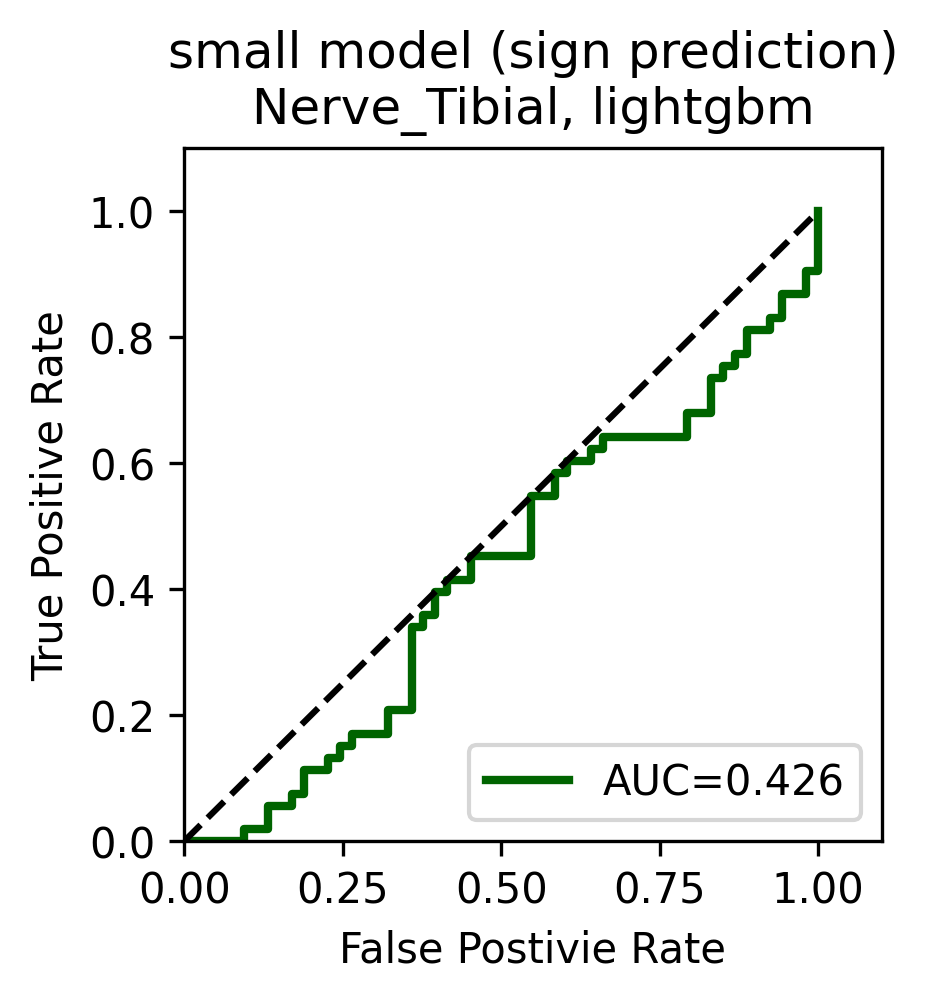 small model (sign prediction)
Nerve_Tibial, lightgbm
True Positive Rate
1.0
0.8
0.6
0.4
0.2
0.0
AUC=0.426
0.00 0.25 0.50 0.75 1.00
False Postivie Rate